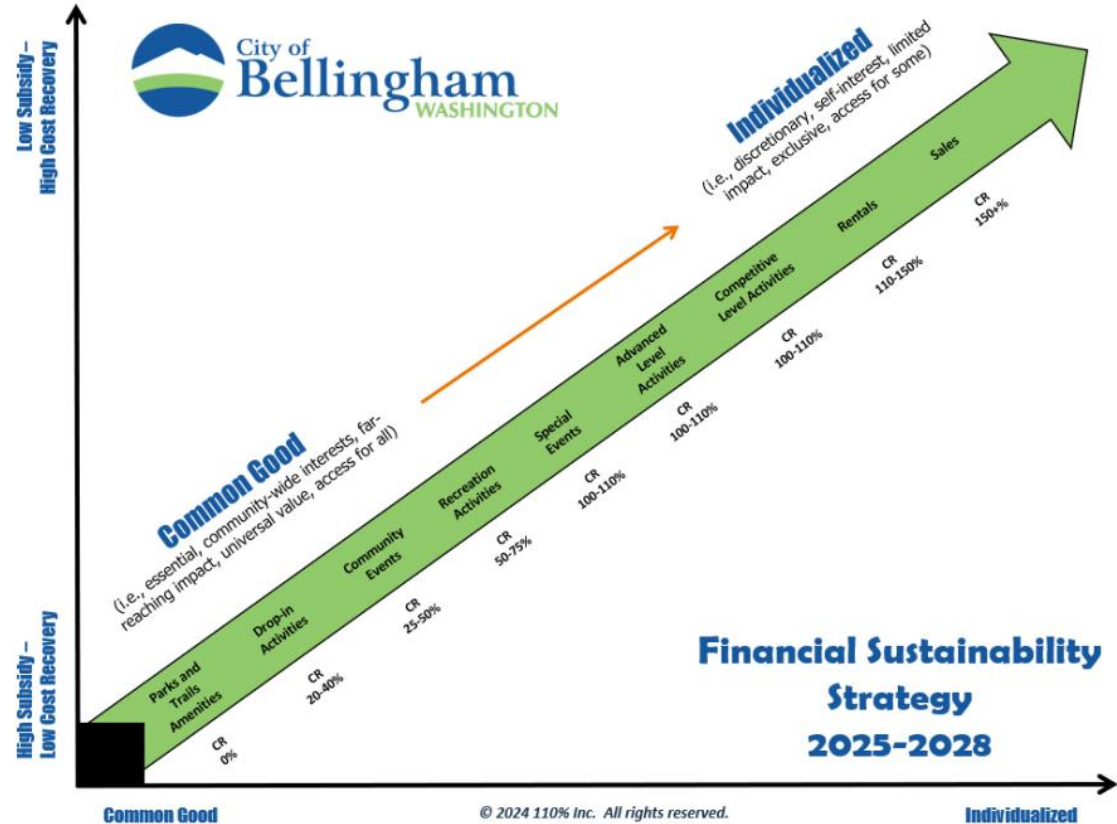 Low Subsidy –
High Cost Recovery
City of
Bellingham
WASHINGTON
Individualized
(i.e., discretionary, self-interest, limited
impact, exclusive, access for some)
Common Good
(i.e., essential, community-wide interests, far-
reaching impact, universal value, access for all)
Parks and
Trails
Amenities
CR
0%
Drop-in
Activities
CR
20-40%
Community
Events
CR
25-50%
Recreation
Activities
CR
50-75%
Special
Events
CR
100-110%
Advanced
Level
Activities
CR
100-110%
Competitive
Level Activities
CR
100-110%
Rentals
CR
110-150%
Sales
CR
150+%
High Subsidy –
Low Cost Recovery
Financial Sustainability
Strategy
2025-2028
Common Good
© 2024 110% Inc. All rights reserved.
Individualized